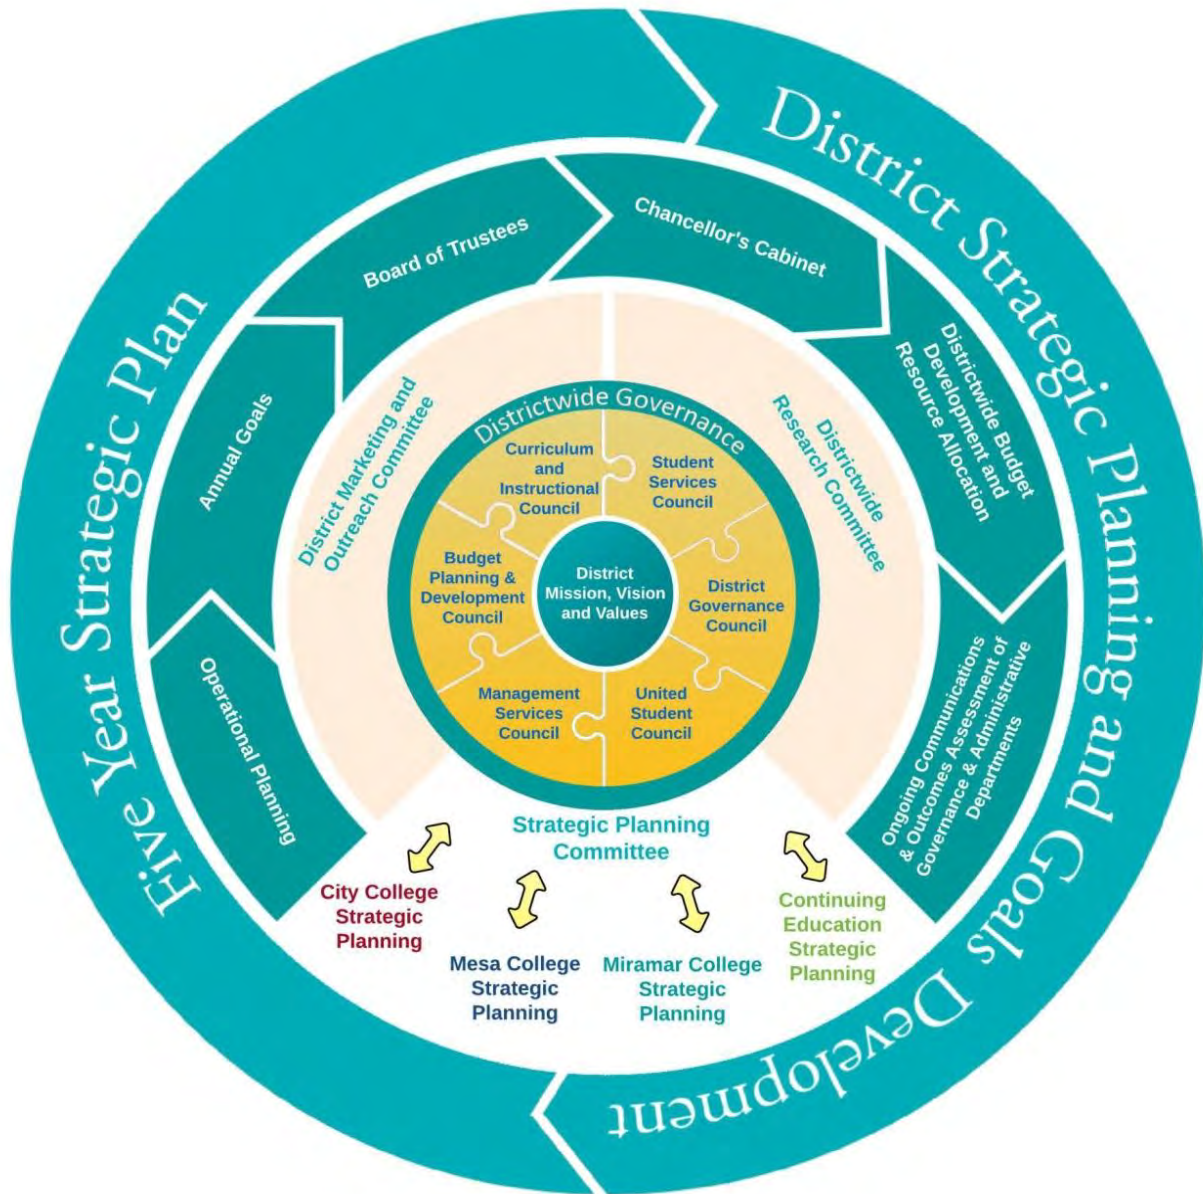 Five Year Strategic Plan
District Strategic Planning and Goals Development
Operational Planning
Annual Goals
Board of Trustees
Chancellor's Cabinet
Districtwide Budget
Development and
Resource Allocation
Ongoing Communications
& Outcomes Assessment of
Governance & Administrative
Departments
District Marketing and
Outreach Committee
Districtwide
Research Committee
Districtwide Governance
Curriculum
and
Instructional
Council
Student
Services
Council
Budget
Planning &
Development
Council
District
Mission, Vision
and Values
District
Governance
Council
Management
Services
Council
United
Student
Council
Strategic Planning
Committee
City College
Strategic
Planning
Mesa College
Strategic
Planning
Miramar College
Strategic
Planning
Continuing
Education
Strategic
Planning